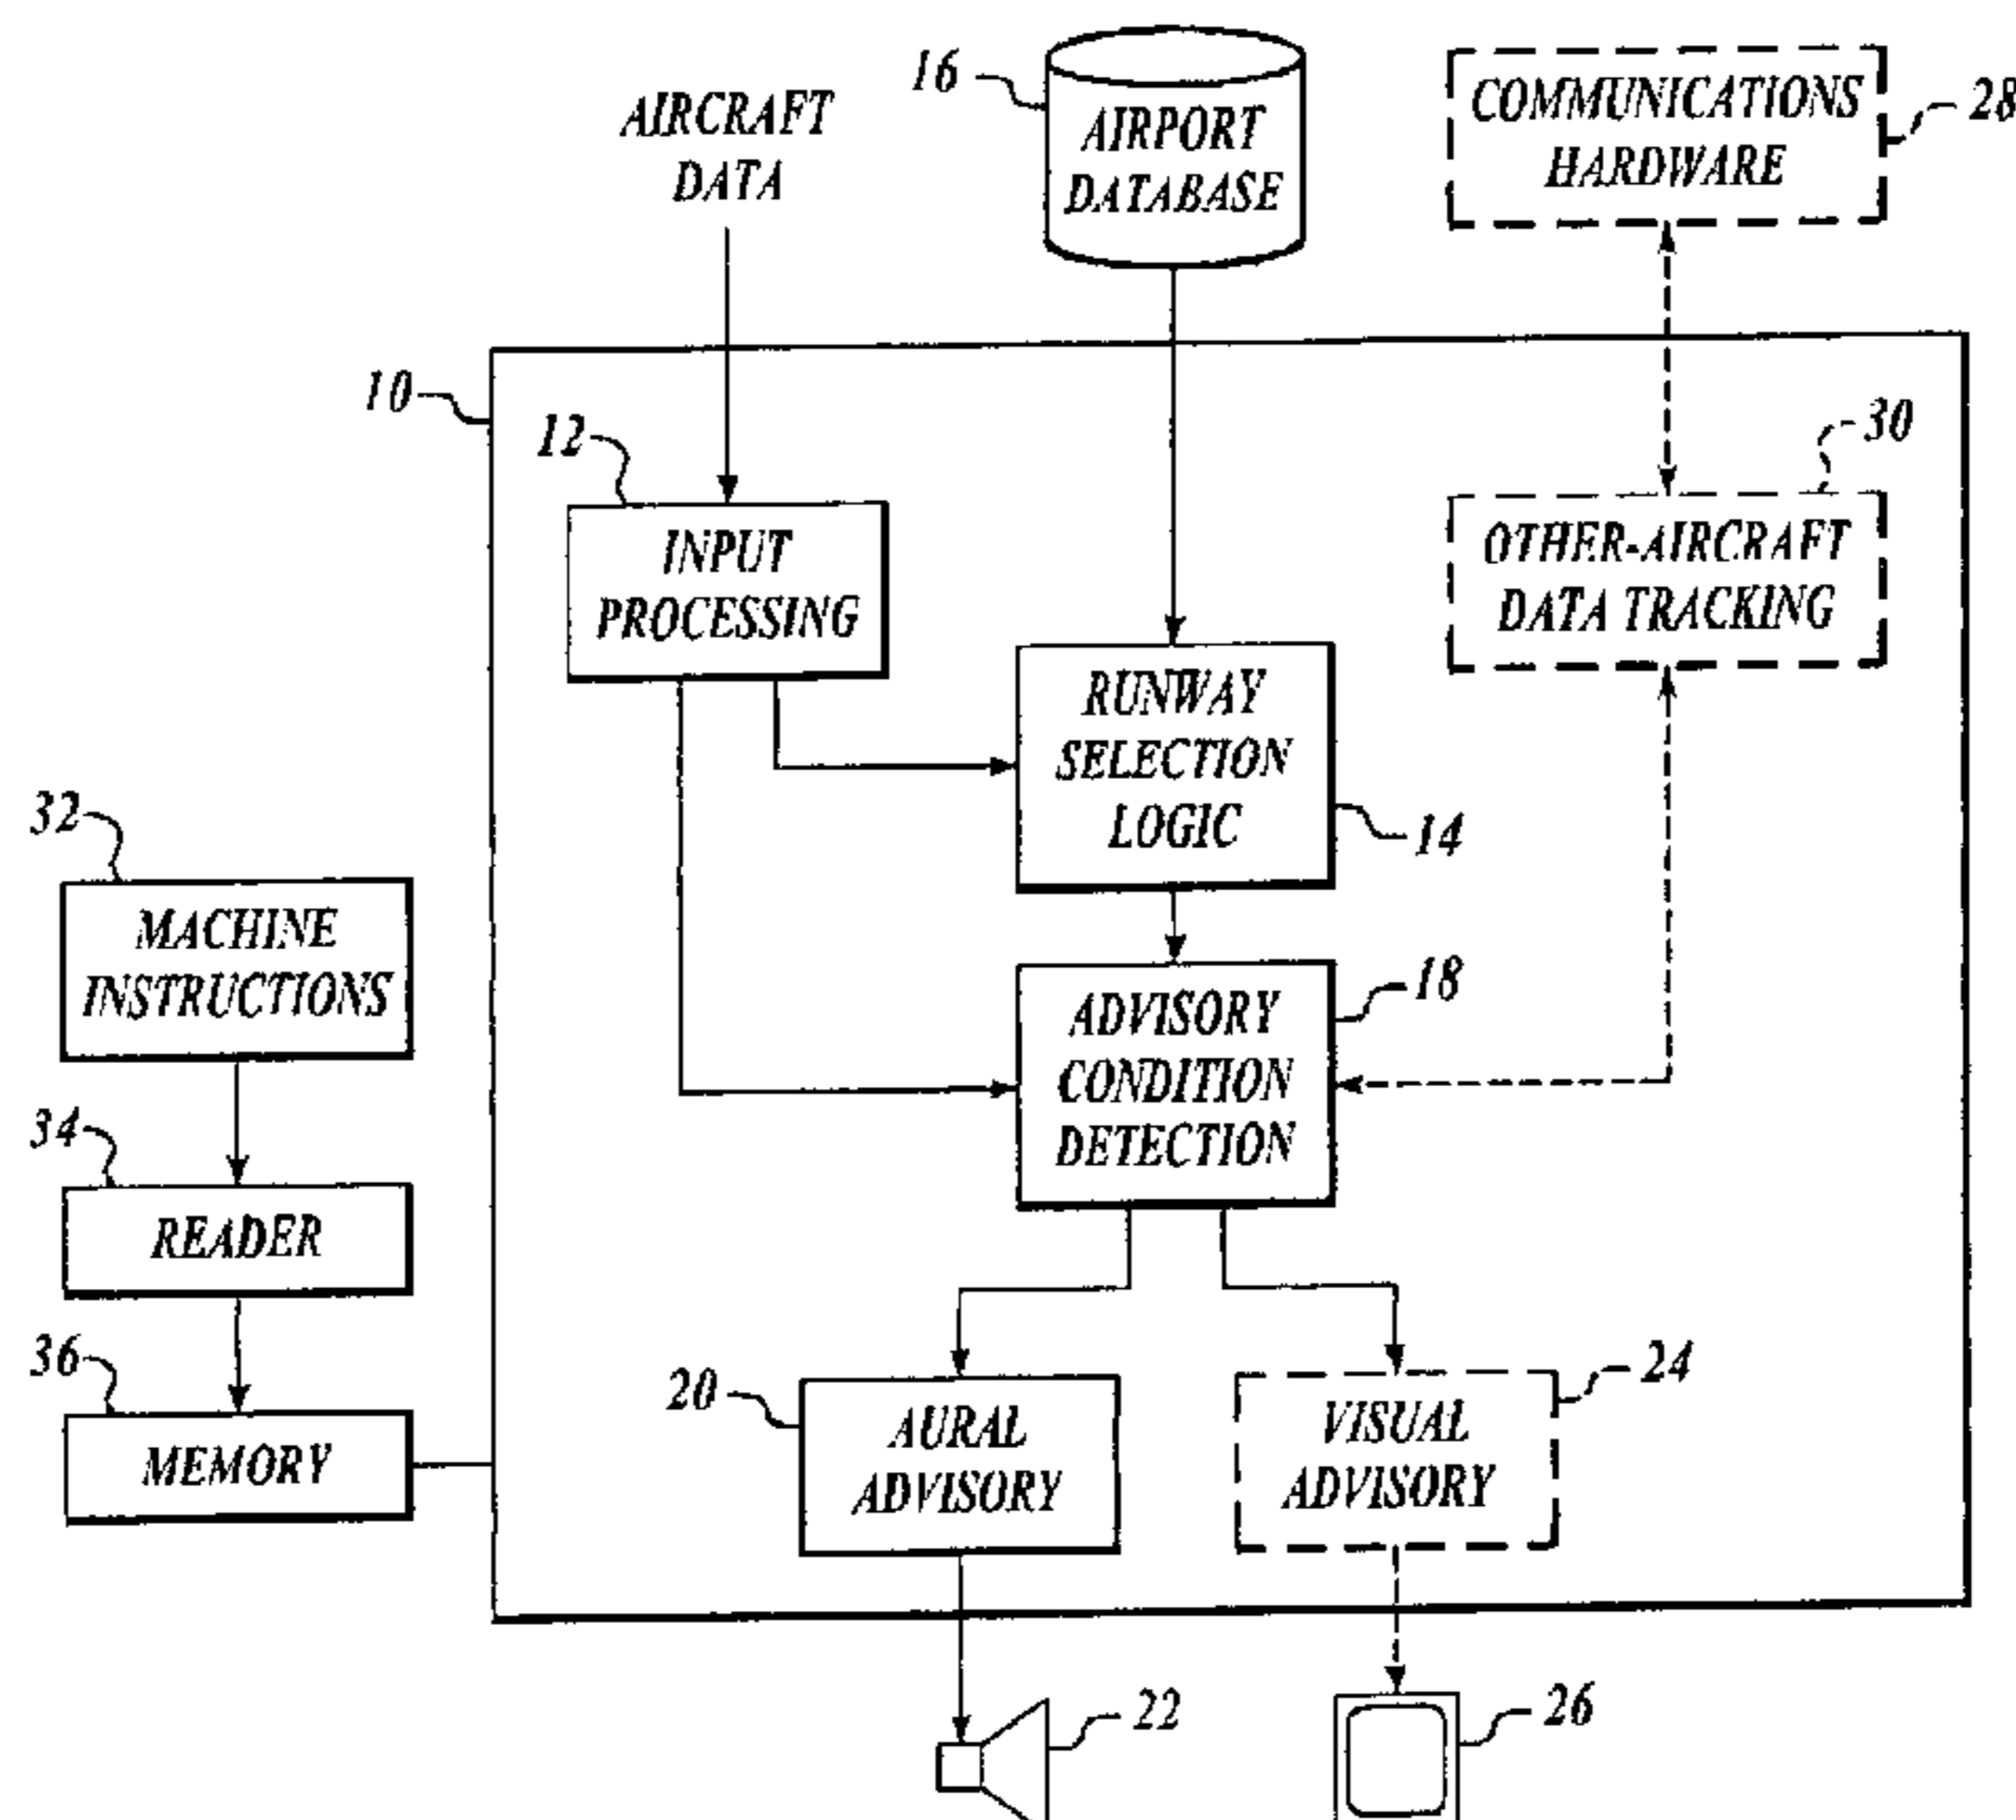 AIRCRAFT
DATA
16
AIRPORT
DATABASE
COMMUNICATIONS
HARDWARE
28
10
12
INPUT
PROCESSING
30
OTHER-AIRCRAFT
DATA TRACKING
RUNWAY
SELECTION
LOGIC
14
32
MACHINE
INSTRUCTIONS
18
ADVISORY
CONDITION
DETECTION
34
READER
36
MEMORY
20
AURAL
ADVISORY
24
VISUAL
ADVISORY
22
26